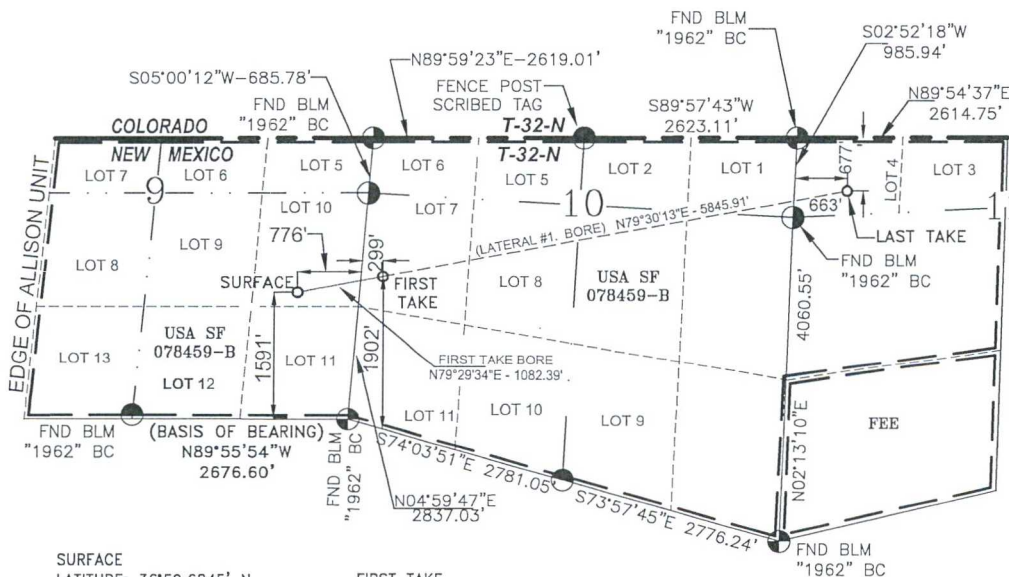 FND BLM
"1962" BC
S02°52'18"W
985.94'
S05°00'12"W-685.78'
N89°59'23"E-2619.01'
FND BLM
"1962" BC
FENCE POST
SCRIBED TAG
S89°57'43"W
2623.11'
N89°54'37"E
2614.75'
COLORADO
NEW MEXICO
T-32-N
T-32-N
EDGE OF ALLISON UNIT
LOT 7
LOT 6
LOT 5
LOT 6
LOT 5
LOT 2
LOT 1
677'
LOT 4
LOT 3
9
LOT 10
LOT 7
10
1
663'
LOT 9
776'
299'
(LATERAL #1. BORE) N79°30'13"E - 5845.91'
LAST TAKE
LOT 8
SURFACE
FIRST
TAKE
LOT 8
USA SF
078459-B
FND BLM
"1962" BC
4060.55'
USA SF
078459-B
LOT 13
LOT 12
1591'
LOT 11
1902'
FIRST TAKE BORE
N79°29'34"E - 1082.39'
LOT 11
LOT 10
LOT 9
N02°13'10"E
FEE
FND BLM
"1962" BC
(BASIS OF BEARING)
N89°55'54"W
2676.60'
FND BLM
"1962" BC
S74°03'51"E 2781.05'
S73°57'45"E 2776.24'
N04°59'47"E
2837.03'
FND BLM
"1962" BC
SURFACE
FIRST TAKE